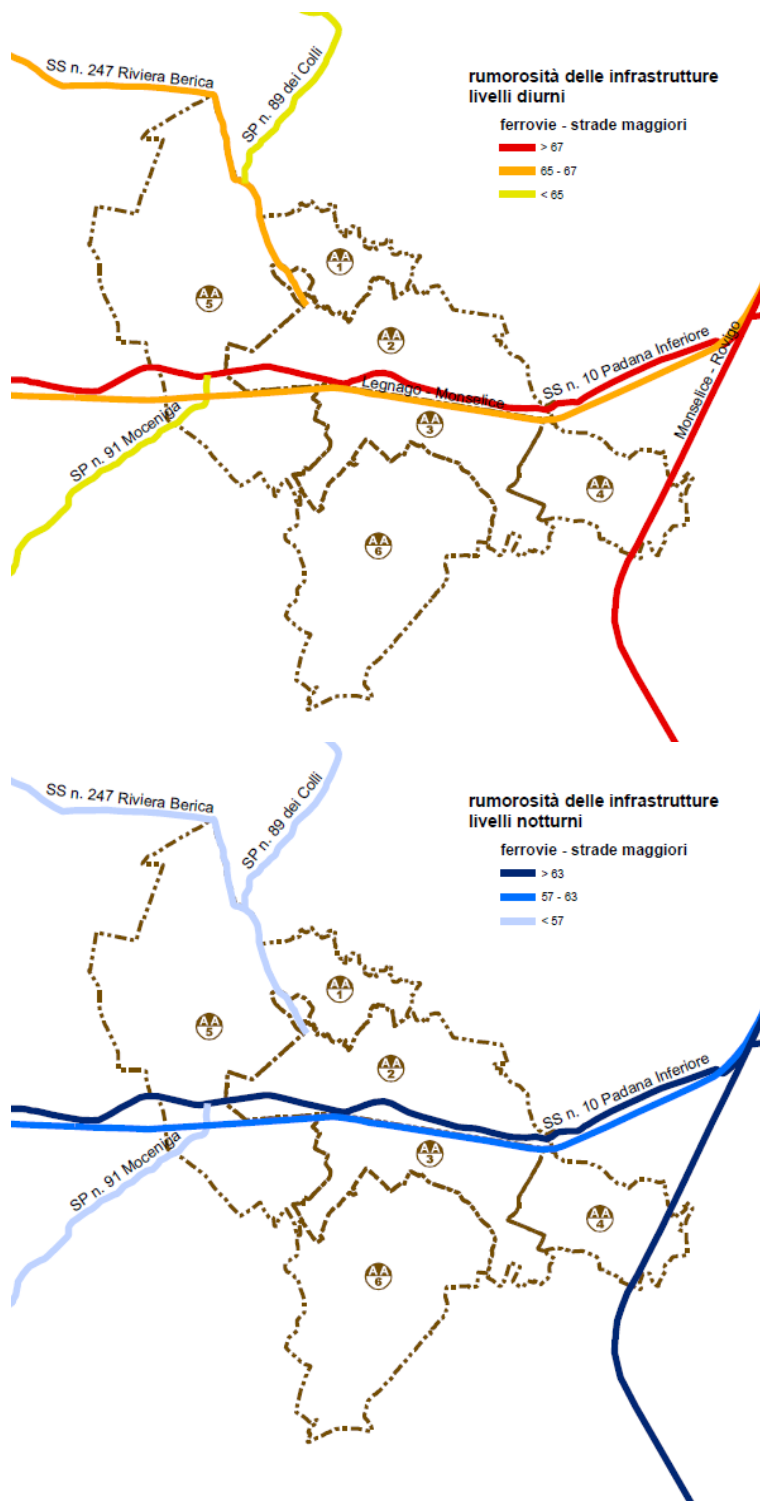 SS n. 247 Riviera Berica
SP n. 89 dei Colli
rumorosità delle infrastrutture
livelli diurni
ferrovie - strade maggiori
> 67
65 - 67
< 65
AA
1
AA
5
AA
2
SS n. 10 Padana Inferiore
Monselice - Rovigo
Legnago - Monselice
AA
3
SP n. 91 Moceniga
AA
4
AA
6
SS n. 247 Riviera Berica
SP n. 89 dei Colli
rumorosità delle infrastrutture
livelli notturni
ferrovie - strade maggiori
> 63
57 - 63
< 57
AA
1
AA
5
AA
2
SS n. 10 Padana Inferiore
AA
3
SP n. 91 Moceniga
AA
4
AA
6